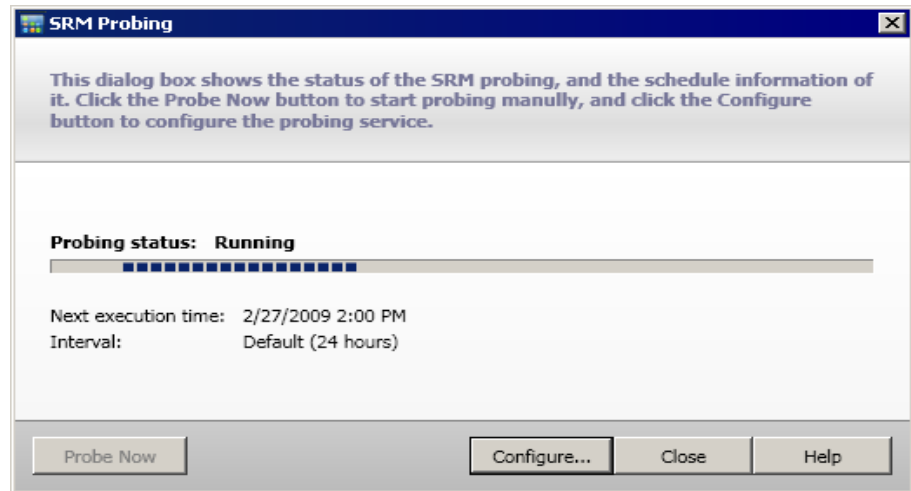 SRM Probing
This dialog box shows the status of the SRM probing, and the schedule information of
it. Click the Probe Now button to start probing manully, and click the Configure
button to configure the probing service.
Probing status: Running
Next execution time: 2/27/2009 2:00 PM
Interval: Default (24 hours)
Probe Now Configure... Close Help